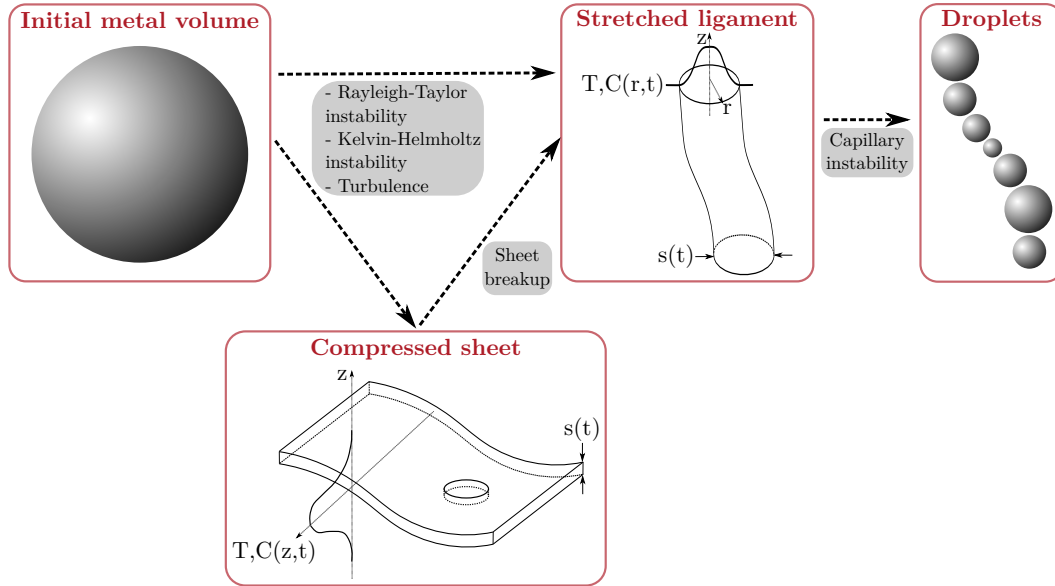 Initial metal volume
- Rayleigh-Taylor
instability
- Kelvin-Helmholtz
instability
- Turbulence
Stretched ligament
z
T,C(r,t)
r
s(t)
Capillary
instability
Droplets
Sheet
breakup
Compressed sheet
z
s(t)
T,C(z,t)